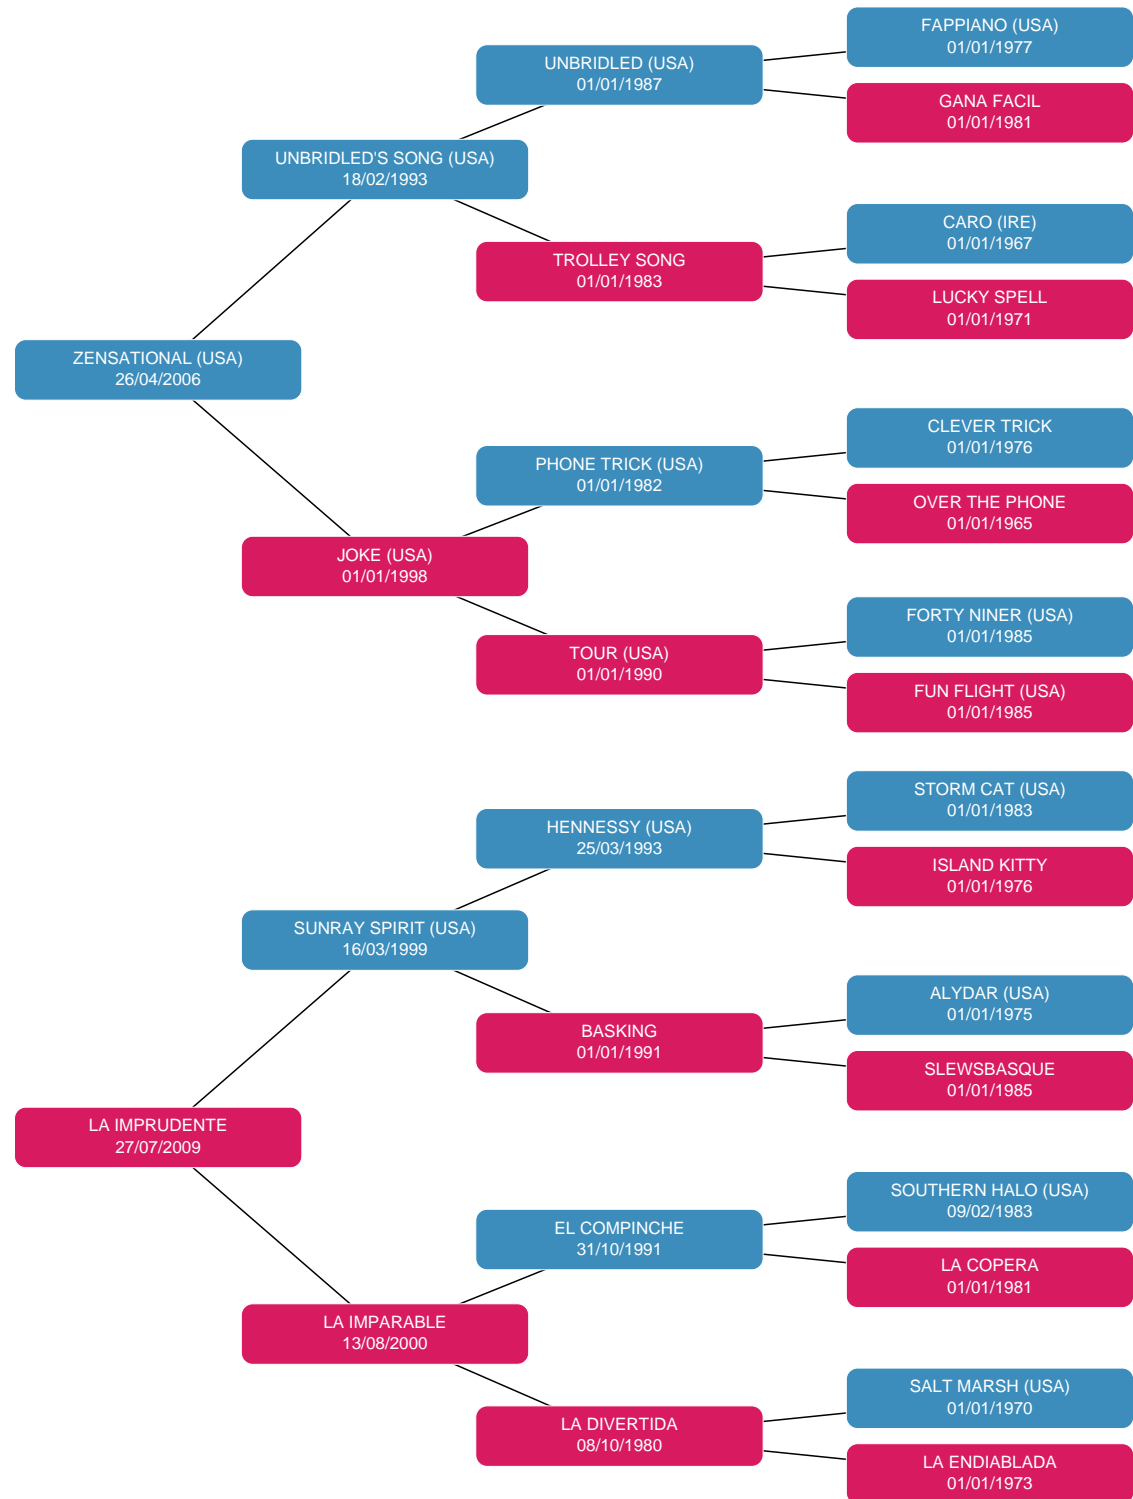 FAPPIANO (USA)
01/01/1977
UNBRIDLED (USA)
01/01/1987
GANA FACIL
01/01/1981
UNBRIDLED'S SONG (USA)
18/02/1993
CARO (IRE)
01/01/1967
TROLLEY SONG
01/01/1983
LUCKY SPELL
01/01/1971
ZENSATIONAL (USA)
26/04/2006
CLEVER TRICK
01/01/1976
PHONE TRICK (USA)
01/01/1982
OVER THE PHONE
01/01/1965
JOKE (USA)
01/01/1998
FORTY NINER (USA)
01/01/1985
TOUR (USA)
01/01/1990
FUN FLIGHT (USA)
01/01/1985
STORM CAT (USA)
01/01/1983
HENNESSY (USA)
25/03/1993
ISLAND KITTY
01/01/1976
SUNRAY SPIRIT (USA)
16/03/1999
ALYDAR (USA)
01/01/1975
BASKING
01/01/1991
SLEWSBASQUE
01/01/1985
LA IMPRUDENTE
27/07/2009
SOUTHERN HALO (USA)
09/02/1983
EL COMPINCHE
31/10/1991
LA COPERA
01/01/1981
LA IMPARABLE
13/08/2000
SALT MARSH (USA)
01/01/1970
LA DIVERTIDA
08/10/1980
LA ENDIABLADA
01/01/1973